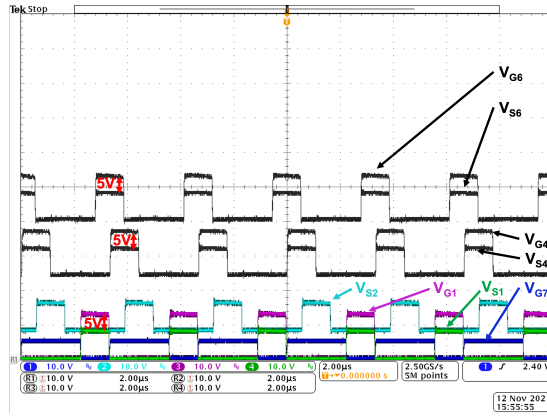 Tek Stop
T
VG6
VS6
5V
5V
VG4
VS4
VS2
VG1
VS1
VG7
5V
R1
1 10.0 V 2 10.0 V 3 10.0 V 4 10.0 V
R1 10.0 V 2.00µs R2 10.0 V 2.00µs
R3 10.0 V 2.00µs R4 10.0 V 2.00µs
2.00µs
0.000000 s
2.50GS/s
5M points
1 2.40 V
12 Nov 202
15:55:55